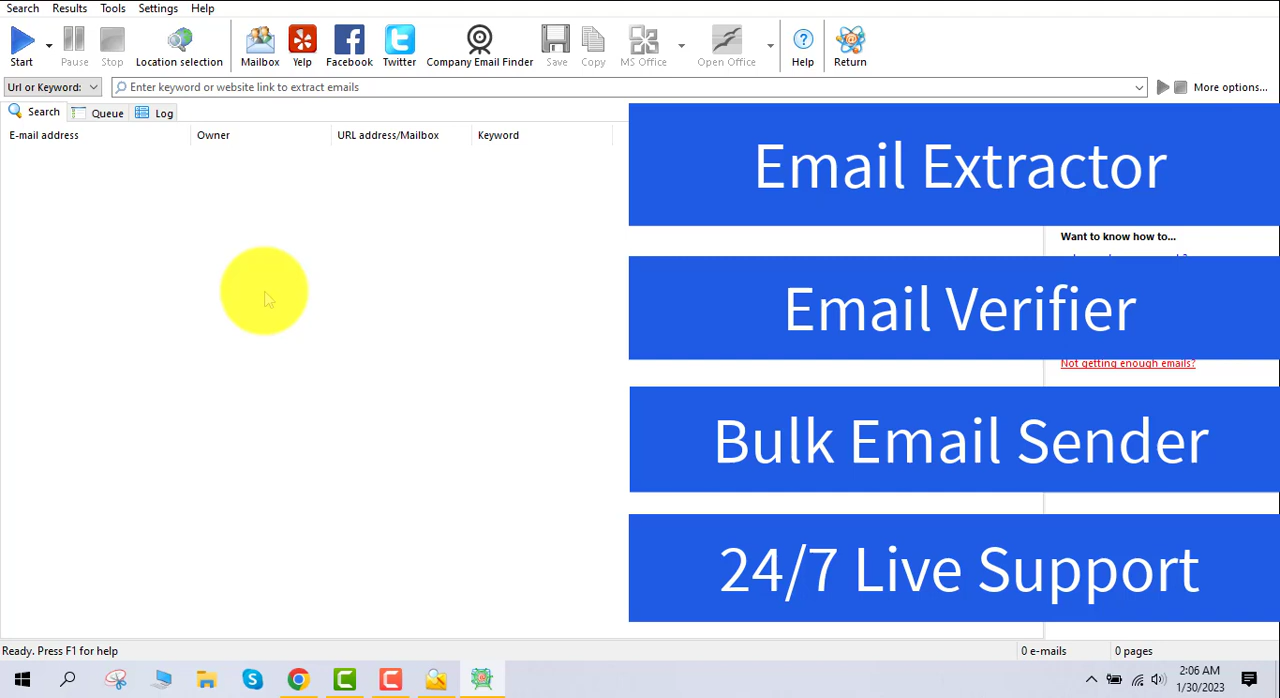 Search Results Tools Settings Help
Start Pause Stop Location selection Mailbox Yelp Facebook Twitter Company Email Finder Save Copy MS Office Open Office Help Return
Url or Keyword: Enter keyword or website link to extract emails More options...
Search Queue Log
E-mail address Owner URL address/Mailbox Keyword
Email Extractor
Want to know how to...
Email Verifier
Not getting enough emails?
Bulk Email Sender
24/7 Live Support
Ready. Press F1 for help 0 e-mails 0 pages
2:06 AM
1/30/2023